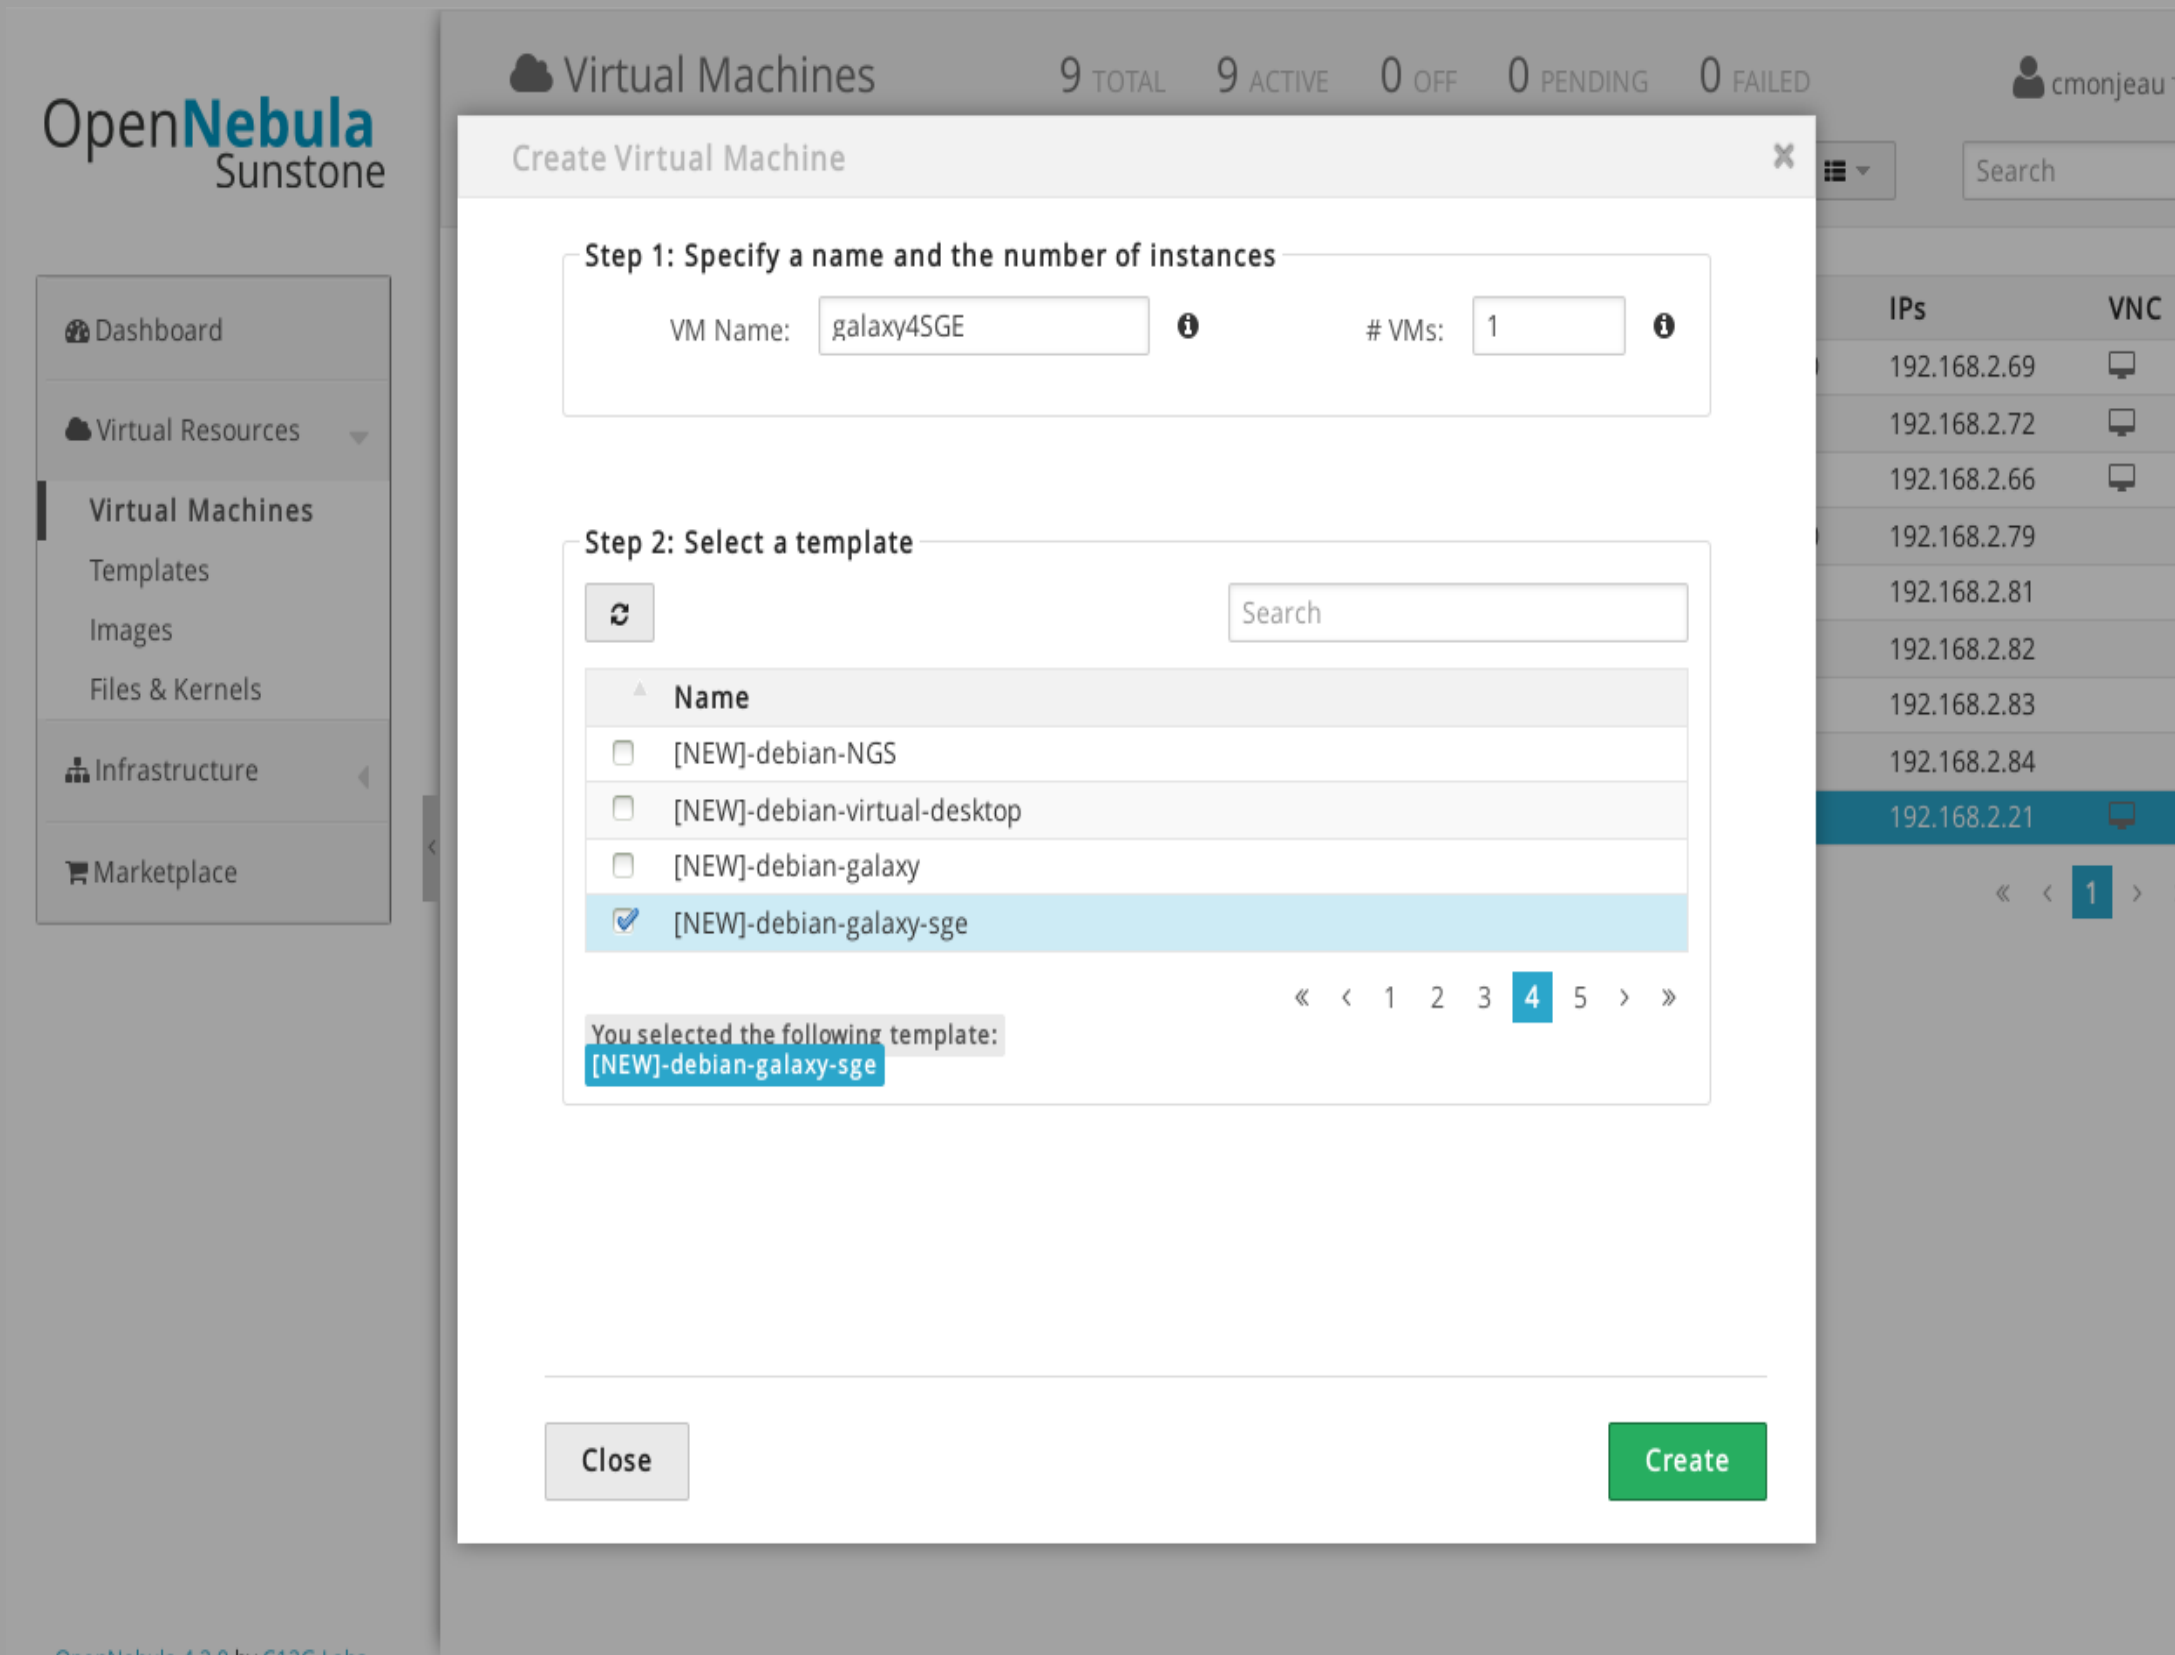 OpenNebula
Sunstone
Dashboard
Virtual Resources
Virtual Machines
Templates
Images
Files & Kernels
Infrastructure
Marketplace
Virtual Machines
9 TOTAL 9 ACTIVE 0 OFF 0 PENDING 0 FAILED
cmonjeau
Search
Create Virtual Machine
Step 1: Specify a name and the number of instances
VM Name: galaxy4SGE # VMs: 1
Step 2: Select a template
Search
Name
[NEW]-debian-NGS
[NEW]-debian-virtual-desktop
[NEW]-debian-galaxy
[NEW]-debian-galaxy-sge
« ‹ 1 2 3 4 5 › »
You selected the following template:
[NEW]-debian-galaxy-sge
Close
Create
IPs VNC
192.168.2.69
192.168.2.72
192.168.2.66
192.168.2.79
192.168.2.81
192.168.2.82
192.168.2.83
192.168.2.84
192.168.2.21
« ‹ 1 ›